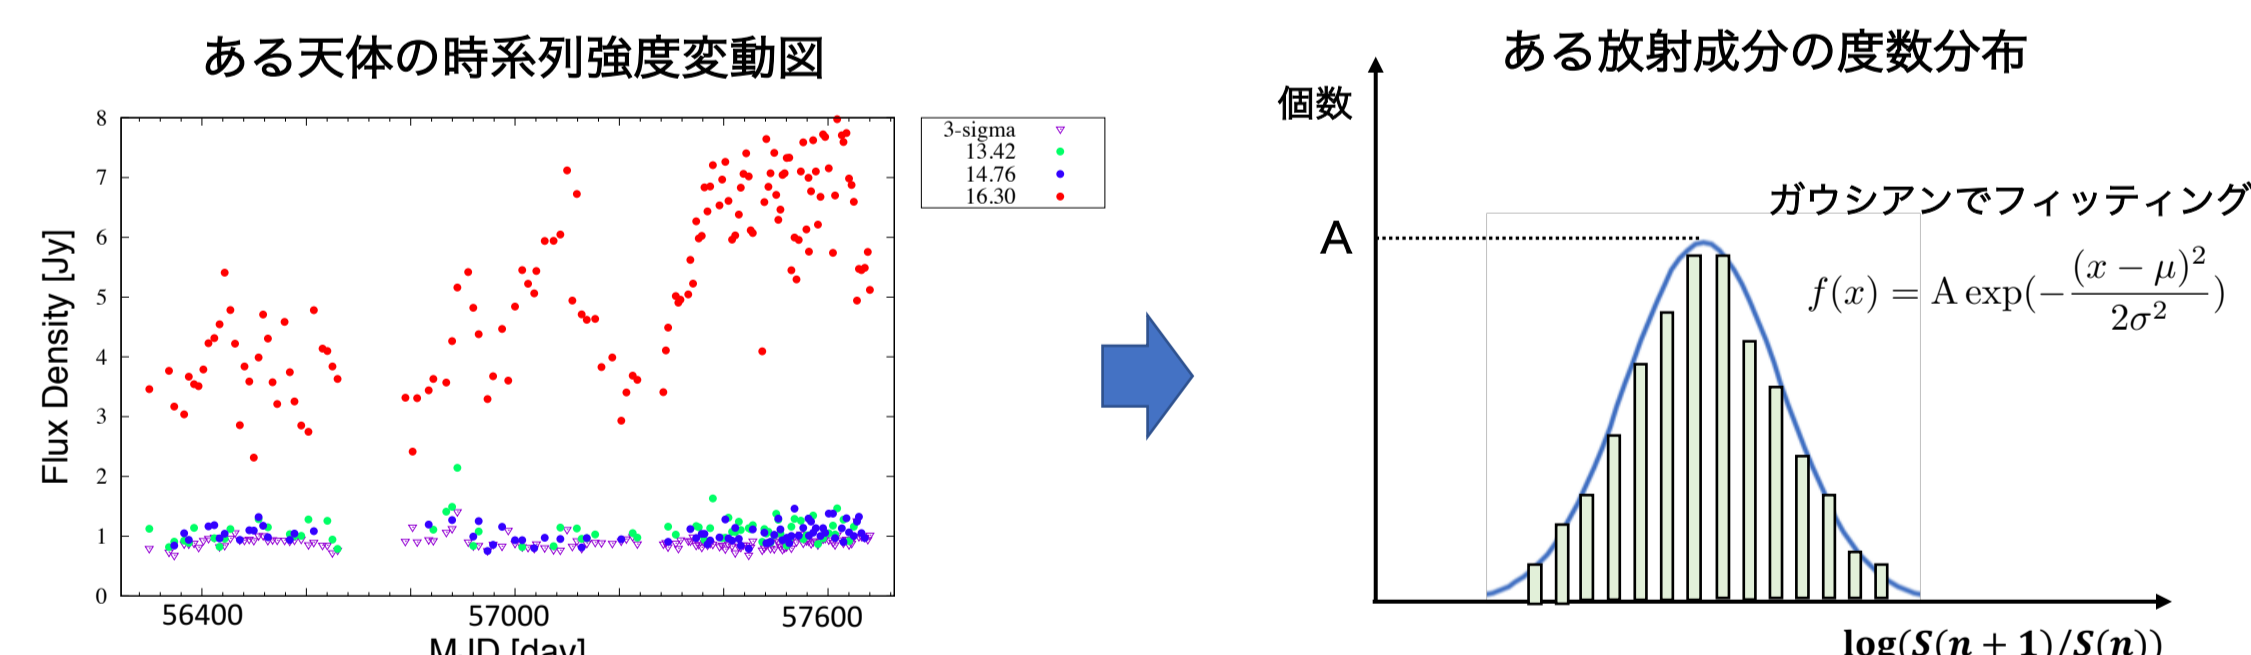 ある天体の時系列強度変動図
8
7
6
5
4
3
2
1
0
Flux Density [Jy]
56400 57000 57600
MJD [day]
3-sigma
13.42
14.76
16.30
ある放射成分の度数分布
個数
A
ガウシアンでフィッティング
f(x) = A exp(−(x − μ)²/2σ²)
log(S(n + 1)/S(n))